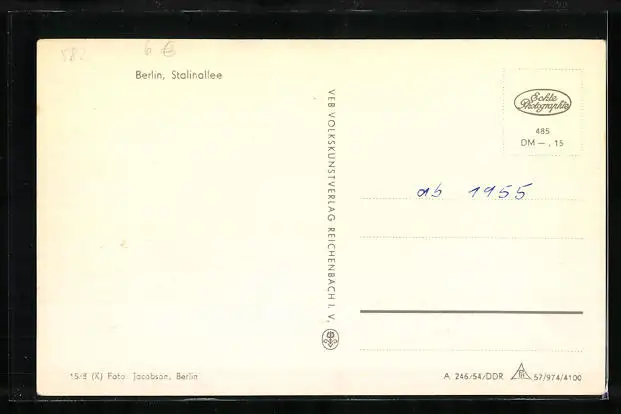 582
6 €
Berlin, Stalinallee
VEB VOLKSKUNSTVERLAG REICHENBACH I. V.
Echte
Photographie
485
DM –, 15
ab 1955
15/8 (X) Foto: Jacobson, Berlin
A 246/54/DDR 57/974/4100